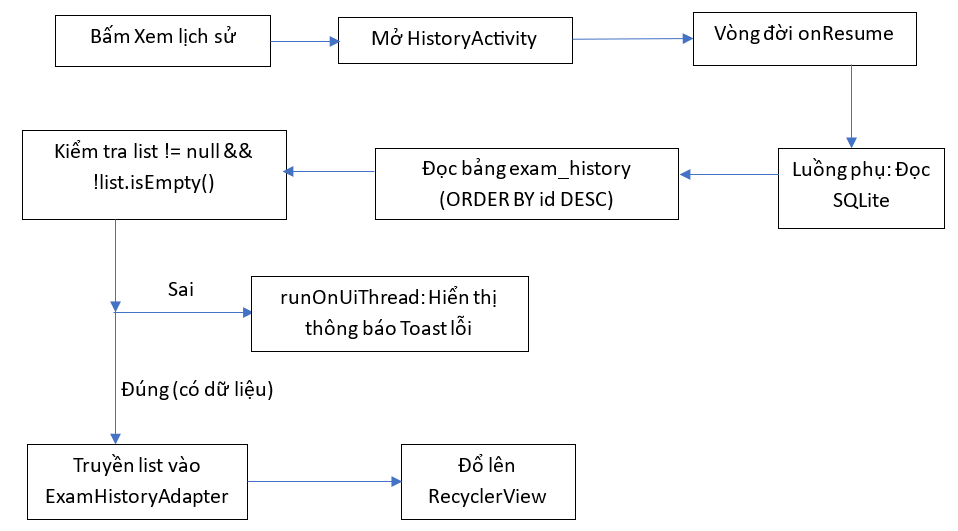 Bấm Xem lịch sử
Mở HistoryActivity
Vòng đời onResume
Luồng phụ: Đọc
SQLite
Đọc bảng exam_history
(ORDER BY id DESC)
Kiểm tra list != null &&
!list.isEmpty()
Sai
runOnUiThread: Hiển thị
thông báo Toast lỗi
Đúng (có dữ liệu)
Truyền list vào
ExamHistoryAdapter
Đổ lên
RecyclerView